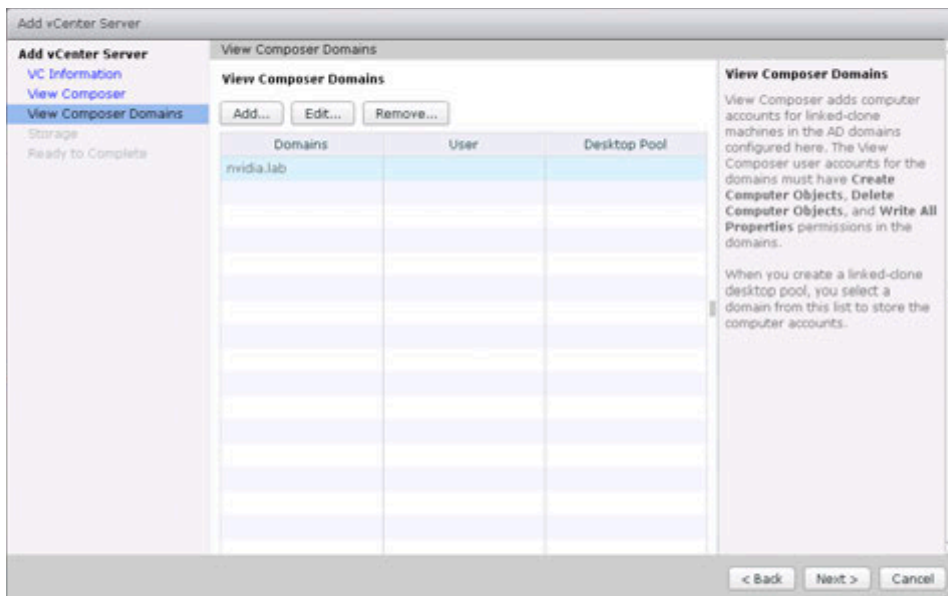 Add vCenter Server
Add vCenter Server
VC Information
View Composer
View Composer Domains
Storage
Ready to Complete
View Composer Domains
View Composer Domains
Add... Edit... Remove...
Domains User Desktop Pool
nvidia.lab
View Composer Domains
View Composer adds computer
accounts for linked-clone
machines in the AD domains
configured here. The View
Composer user accounts for the
domains must have Create
Computer Objects, Delete
Computer Objects, and Write All
Properties permissions in the
domains.
When you create a linked-clone
desktop pool, you select a
domain from this list to store the
computer accounts.
< Back Next > Cancel